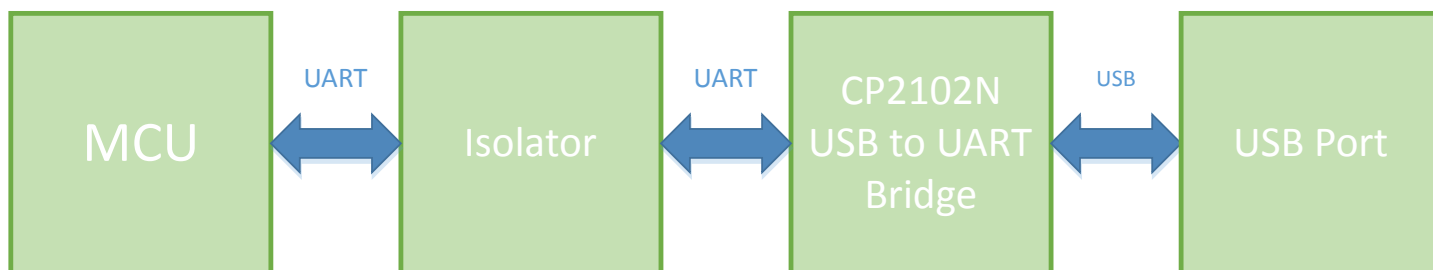 MCU
UART
Isolator
UART
CP2102N
USB to UART
Bridge
USB
USB Port